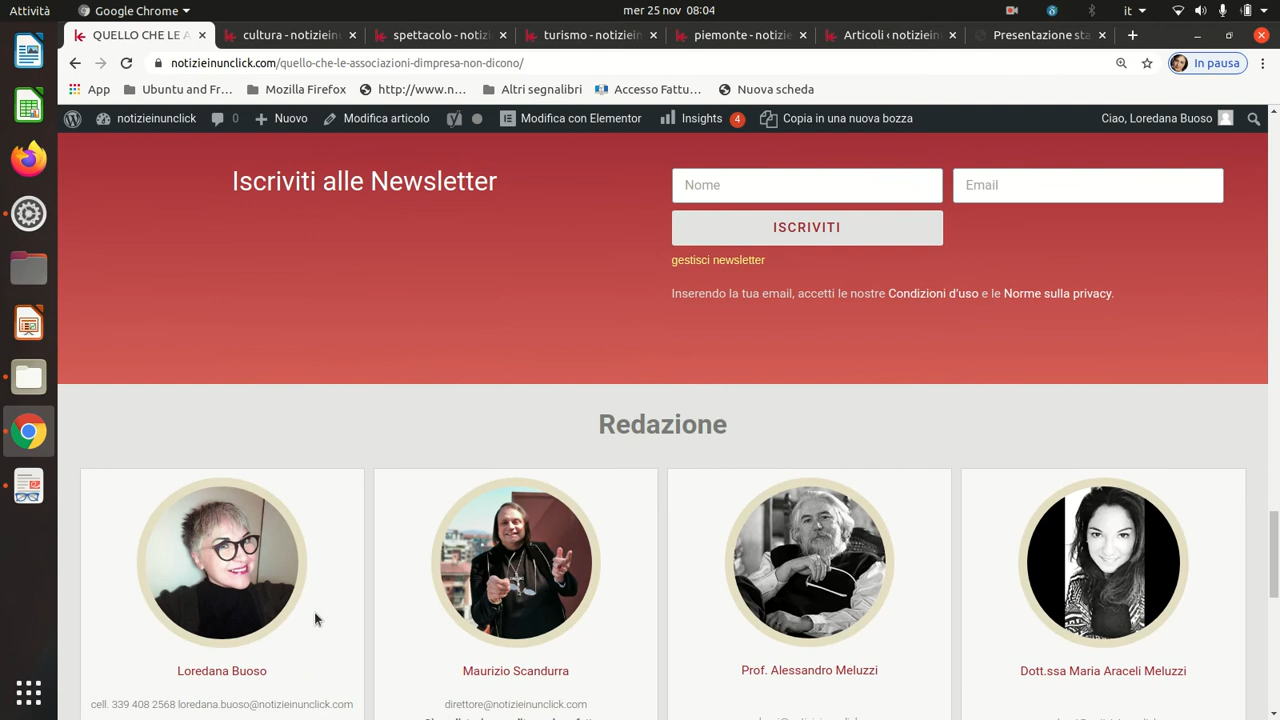 Attività
Google Chrome
mer 25 nov 08:04
it
QUELLO CHE LE A
cultura - notiziein
spettacolo - notizi
turismo - notiziein
piemonte - notizie
Articoli ‹ notiziein
Presentazione sta
notizieinunclick.com/quello-che-le-associazioni-dimpresa-non-dicono/
In pausa
App
Ubuntu and Fr...
Mozilla Firefox
http://www.n...
Altri segnalibri
Accesso Fattu...
Nuova scheda
notizieinunclick
0
Nuovo
Modifica articolo
Modifica con Elementor
Insights 4
Copia in una nuova bozza
Ciao, Loredana Buoso
Iscriviti alle Newsletter
Nome
Email
ISCRIVITI
gestisci newsletter
Inserendo la tua email, accetti le nostre Condizioni d'uso e le Norme sulla privacy.
Redazione
Loredana Buoso
Maurizio Scandurra
Prof. Alessandro Meluzzi
Dott.ssa Maria Araceli Meluzzi
cell. 339 408 2568 loredana.buoso@notizieinunclick.com
direttore@notizieinunclick.com